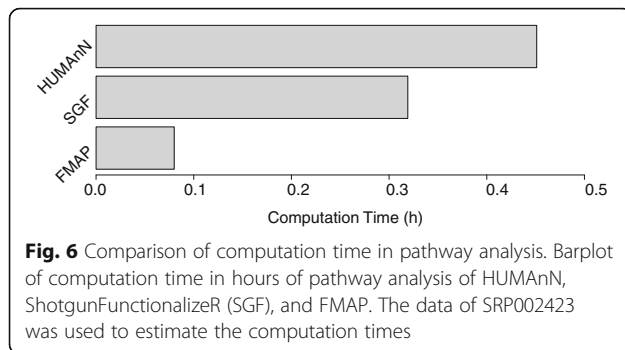 HUMAnN
SGF
FMAP
0.0 0.1 0.2 0.3 0.4 0.5
Computation Time (h)
Fig. 6 Comparison of computation time in pathway analysis. Barplot
of computation time in hours of pathway analysis of HUMAnN,
ShotgunFunctionalizeR (SGF), and FMAP. The data of SRP002423
was used to estimate the computation times